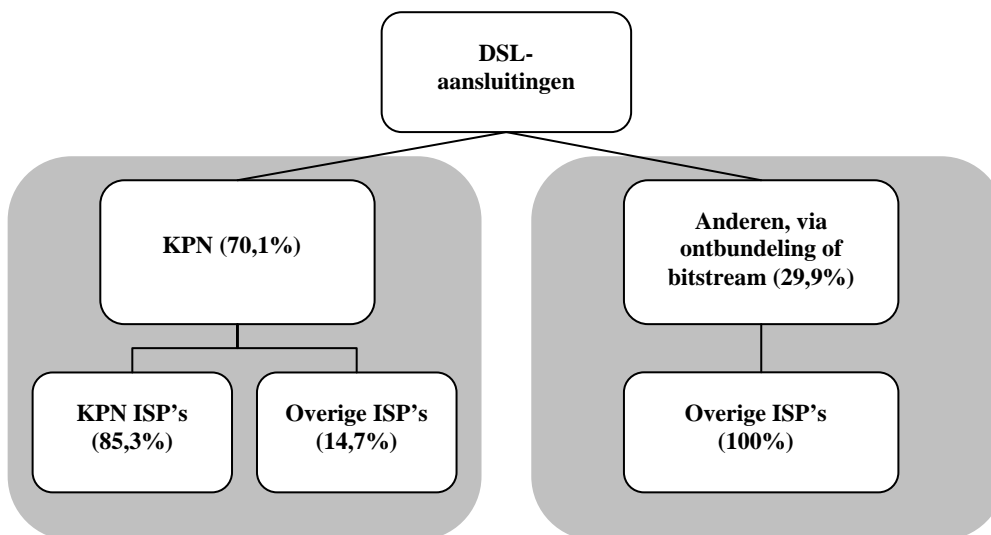 DSL-
aansluitingen
KPN (70,1%)
Anderen, via
ontbundeling of
bitstream (29,9%)
KPN ISP's
(85,3%)
Overige ISP's
(14,7%)
Overige ISP's
(100%)